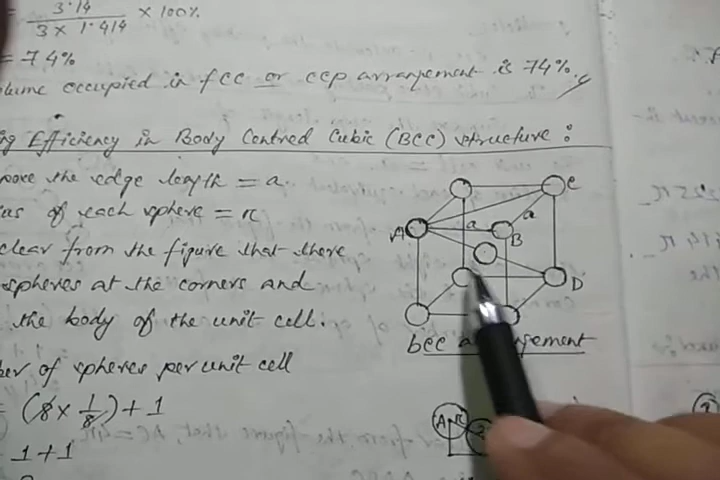 = 3.14 / 3 x 1.414 x 100%
= 74%
lume occupied in fcc or ccp arrangement is 74%.
ng Efficiency in Body Centred Cubic (BCC) structure:
pose the edge length = a.
ius of each sphere = r
clear from the figure that there
spheres at the corners and
the body of the unit cell.
ber of spheres per unit cell
= (8 x 1/8) + 1
= 1 + 1
A
a
B
a
C
D
bcc a gement
A